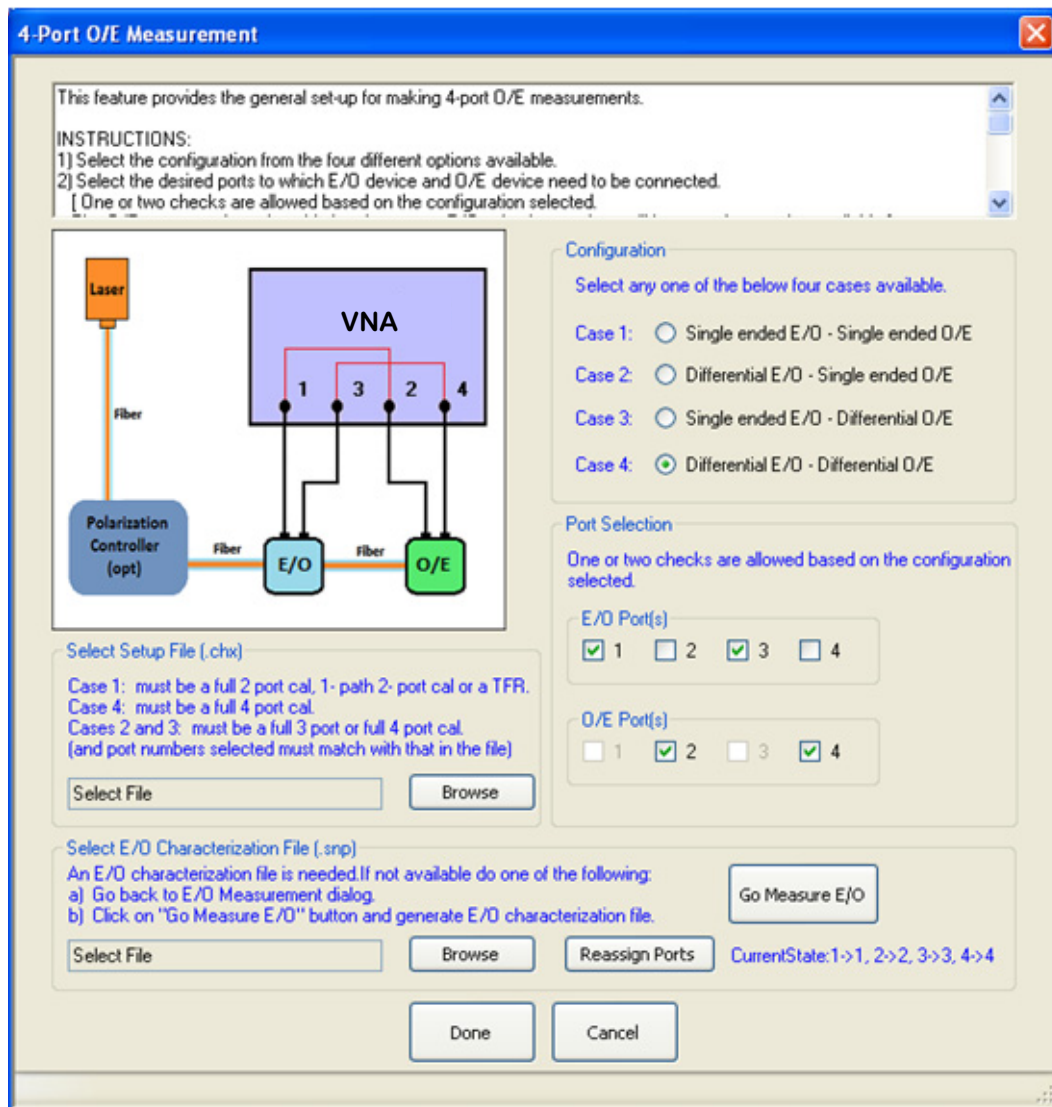 4-Port O/E Measurement
This feature provides the general set-up for making 4-port O/E measurements.
INSTRUCTIONS:
1) Select the configuration from the four different options available.
2) Select the desired ports to which E/O device and O/E device need to be connected.
[ One or two checks are allowed based on the configuration selected.
Laser
VNA
1 3 2 4
Fiber
Polarization
Controller
(opt)
Fiber
E/O
Fiber
O/E
Configuration
Select any one of the below four cases available.
Case 1: Single ended E/O - Single ended O/E
Case 2: Differential E/O - Single ended O/E
Case 3: Single ended E/O - Differential O/E
Case 4: Differential E/O - Differential O/E
Port Selection
One or two checks are allowed based on the configuration
selected.
E/O Port(s)
1 2 3 4
O/E Port(s)
1 2 3 4
Select Setup File (.chx)
Case 1: must be a full 2 port cal, 1- path 2- port cal or a TFR.
Case 4: must be a full 4 port cal.
Cases 2 and 3: must be a full 3 port or full 4 port cal.
(and port numbers selected must match with that in the file)
Select File
Browse
Select E/O Characterization File (.snp)
An E/O characterization file is needed.If not available do one of the following:
a) Go back to E/O Measurement dialog.
b) Click on "Go Measure E/O" button and generate E/O characterization file.
Go Measure E/O
Select File
Browse
Reassign Ports
CurrentState:1->1, 2->2, 3->3, 4->4
Done
Cancel